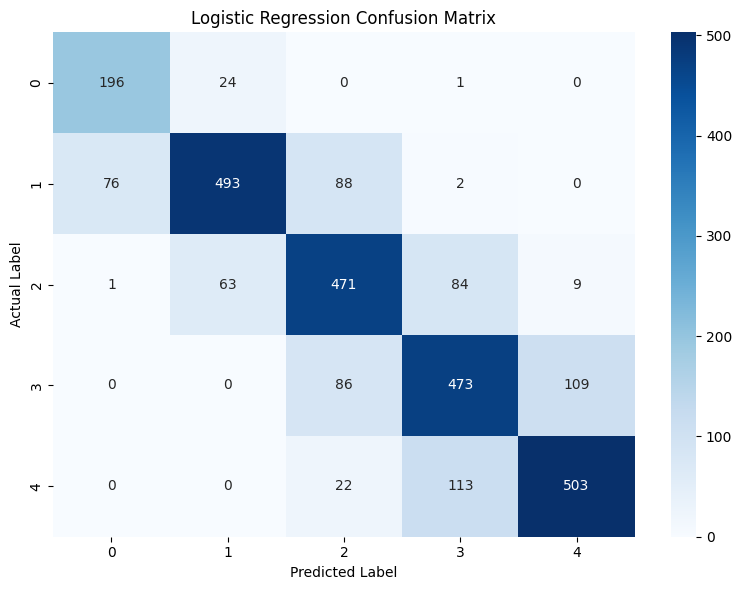 Logistic Regression Confusion Matrix
0 196 24 0 1 0
1 76 493 88 2 0
2 1 63 471 84 9
3 0 0 86 473 109
4 0 0 22 113 503
0 1 2 3 4
Predicted Label
Actual Label
500
400
300
200
100
0